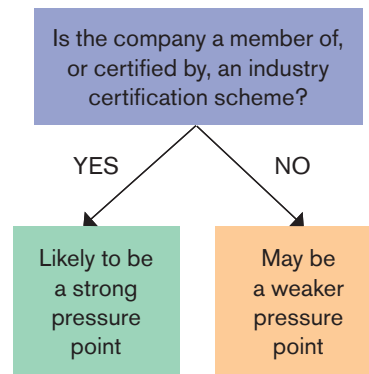 Is the company a member of,
or certified by, an industry
certification scheme?
YES
NO
Likely to be
a strong
pressure
point
May be
a weaker
pressure
point